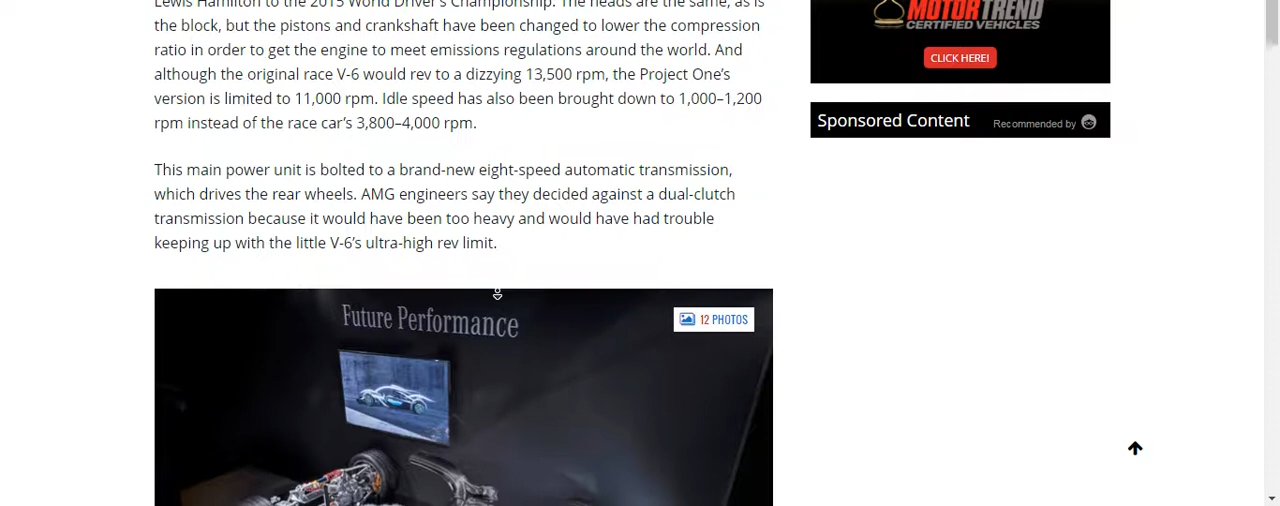 Lewis Hamilton to the 2015 World Driver's Championship. The heads are the same, as is
the block, but the pistons and crankshaft have been changed to lower the compression
ratio in order to get the engine to meet emissions regulations around the world. And
although the original race V-6 would rev to a dizzying 13,500 rpm, the Project One's
version is limited to 11,000 rpm. Idle speed has also been brought down to 1,000–1,200
rpm instead of the race car's 3,800–4,000 rpm.
This main power unit is bolted to a brand-new eight-speed automatic transmission,
which drives the rear wheels. AMG engineers say they decided against a dual-clutch
transmission because it would have been too heavy and would have had trouble
keeping up with the little V-6's ultra-high rev limit.
Future Performance
12 PHOTOS
MOTOR TREND
CERTIFIED VEHICLES
CLICK HERE!
Sponsored Content
Recommended by